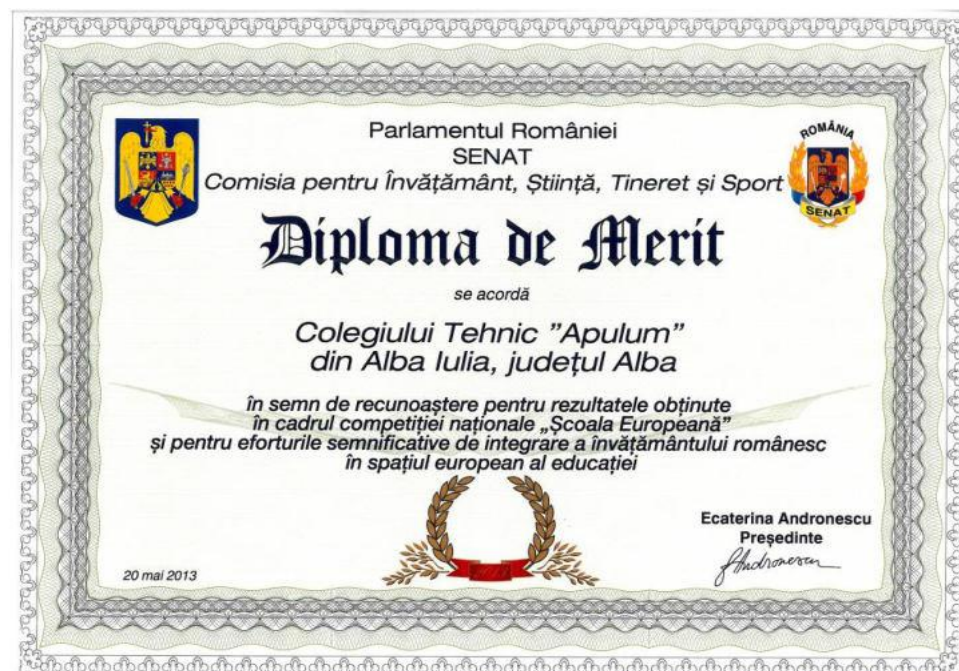 Parlamentul României
SENAT
Comisia pentru Învățământ, Știință, Tineret și Sport
ROMÂNIA
SENAT
Diploma de Merit
se acordă
Colegiului Tehnic ”Apulum”
din Alba Iulia, județul Alba
în semn de recunoaștere pentru rezultatele obținute
în cadrul competiției naționale „Școala Europeană”
și pentru eforturile semnificative de integrare a învățământului românesc
în spațiul european al educației
Ecaterina Andronescu
Președinte
20 mai 2013